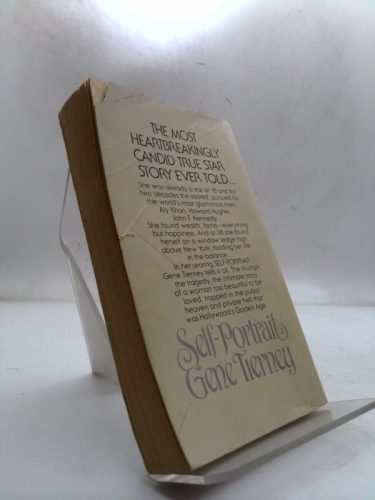 THE MOST
HEARTBREAKINGLY
CANDID TRUE STAR
STORY EVER TOLD...
She was already a star at 18 and for
two decades she soared, pursued by
the world's most glamorous men;
Aly Khan, Howard Hughes,
John F. Kennedy...
She found wealth, fame—everything
but happiness. And at 28 she found
herself on a window ledge high
above New York, holding her life
in the balance.
In her searing SELF-PORTRAIT
Gene Tierney tells it all. The triumph,
the tragedy, the intimate story
of a woman too beautiful to be
loved, trapped in the public
heaven and private hell that
was Hollywood's Golden Age.
Self-Portrait
Gene Tierney